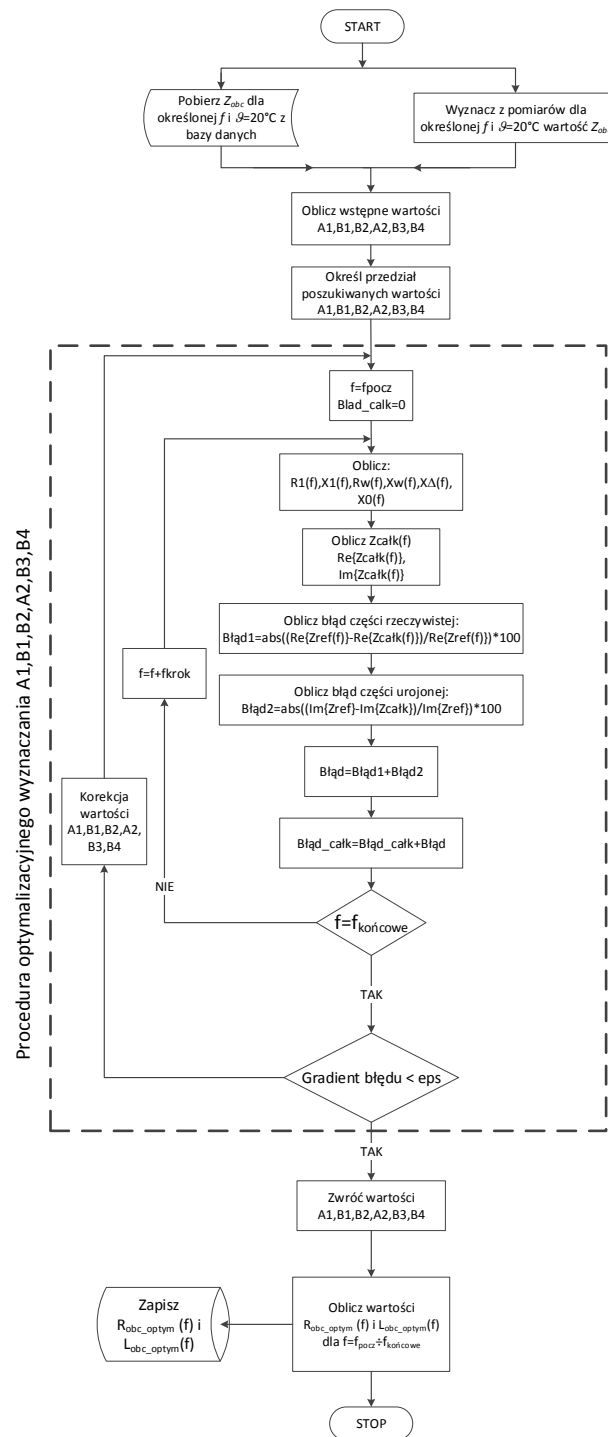 START
Pobierz Zobc dla
określonej f i ϑ=20°C z
bazy danych
Wyznacz z pomiarów dla
określonej f i ϑ=20°C wartość Zobc
Oblicz wstępne wartości
A1,B1,B2,A2,B3,B4
Określ przedział
poszukiwanych wartości
A1,B1,B2,A2,B3,B4
Procedura optymalizacyjnego wyznaczania A1,B1,B2,A2,B3,B4
f=fpocz
Blad_calk=0
Oblicz:
R1(f),X1(f),Rw(f),Xw(f),XΔ(f),
X0(f)
Oblicz Zcałk(f)
Re{Zcałk(f)},
Im{Zcałk(f)}
Oblicz błąd części rzeczywistej:
Błąd1=abs((Re{Zref(f)}-Re{Zcałk(f)})/Re{Zref(f)})*100
f=f+fkrok
Oblicz błąd części urojonej:
Błąd2=abs((Im{Zref}-Im{Zcałk})/Im{Zref})*100
Błąd=Błąd1+Błąd2
Korekcja
wartości
A1,B1,B2,A2,
B3,B4
Błąd_całk=Błąd_całk+Błąd
NIE
f=fkońcowe
TAK
Gradient błędu < eps
TAK
Zwróć wartości
A1,B1,B2,A2,B3,B4
Zapisz
Robc_optym (f) i
Lobc_optym(f)
Oblicz wartości
Robc_optym (f) i Lobc_optym(f)
dla f=fpocz÷fkońcowe
STOP